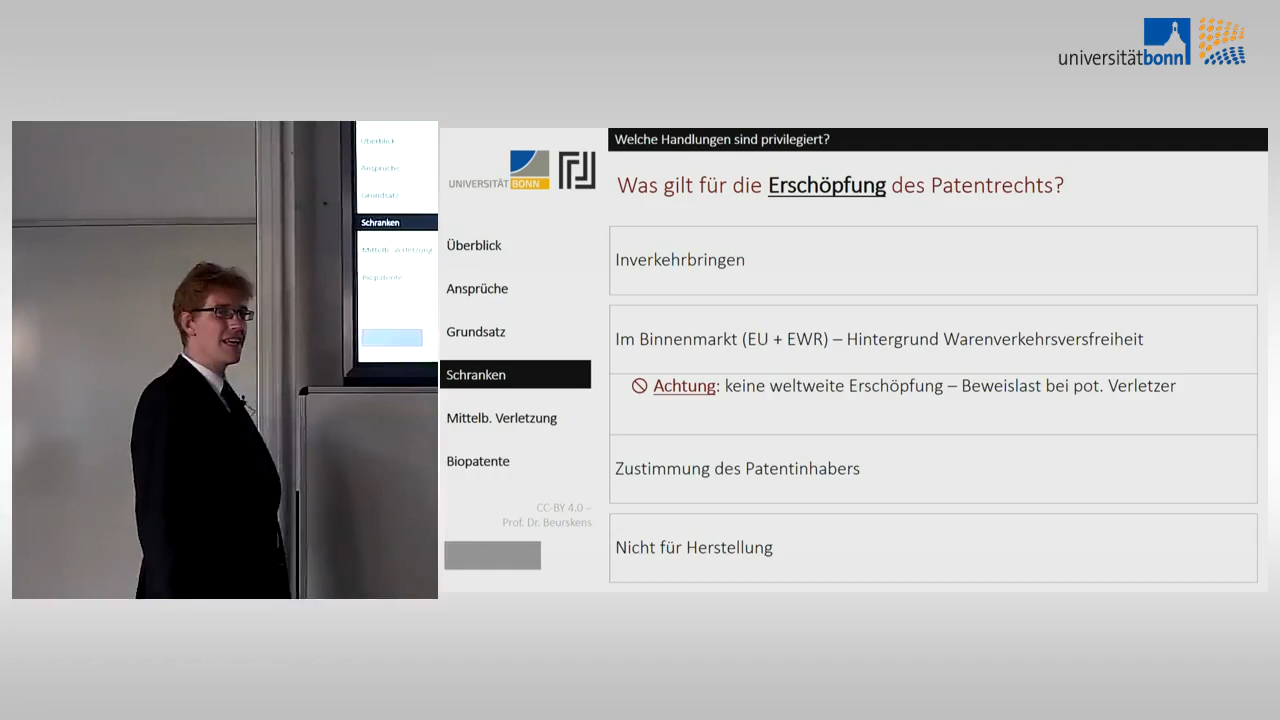 universitätbonn
Überblick
Ansprüche
Grundsatz
Schranken
Mittelb. Verletzung
Biopatente
UNIVERSITÄT BONN
Überblick
Ansprüche
Grundsatz
Schranken
Mittelb. Verletzung
Biopatente
CC-BY 4.0 –
Prof. Dr. Beurskens
Welche Handlungen sind privilegiert?
Was gilt für die Erschöpfung des Patentrechts?
Inverkehrbringen
Im Binnenmarkt (EU + EWR) – Hintergrund Warenverkehrsversfreiheit
Achtung: keine weltweite Erschöpfung – Beweislast bei pot. Verletzer
Zustimmung des Patentinhabers
Nicht für Herstellung